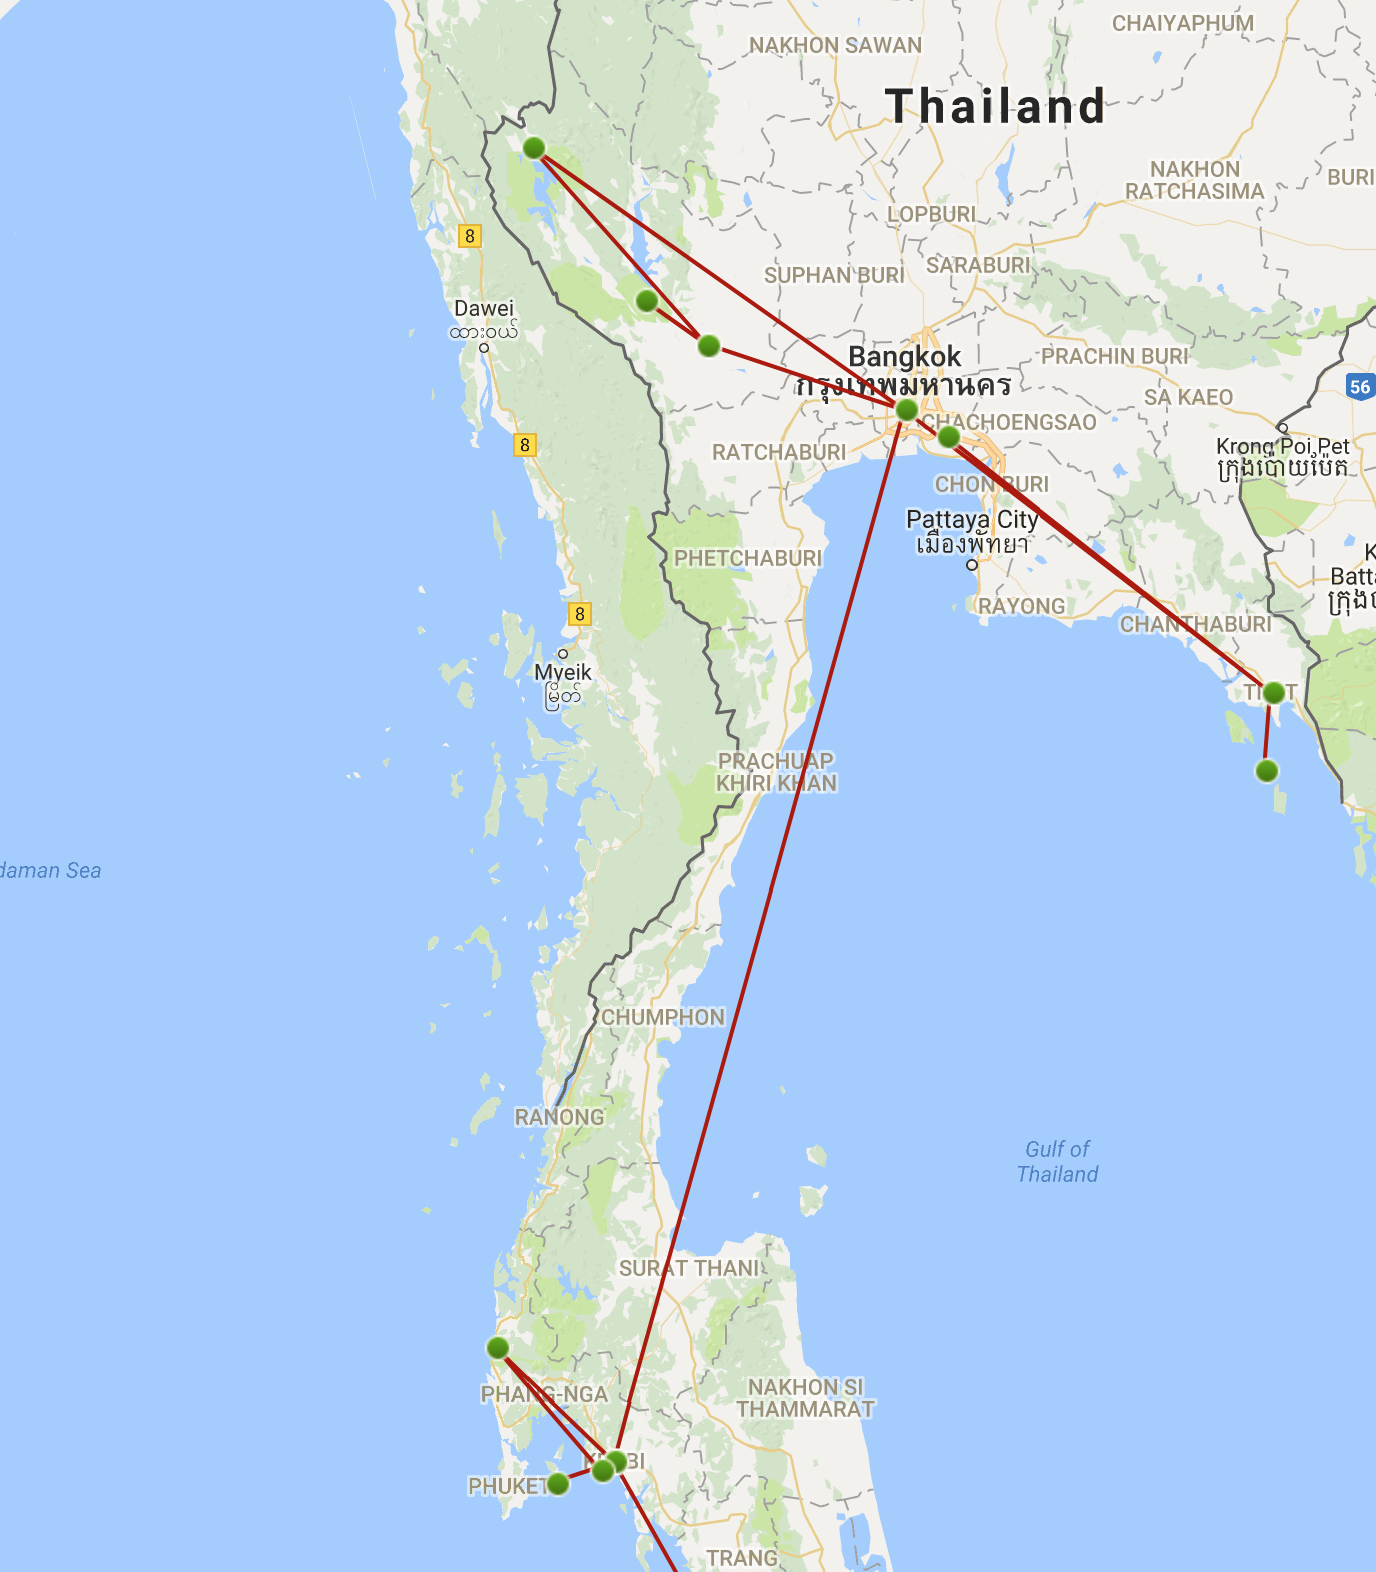 CHAIYAPHUM
NAKHON SAWAN
Thailand
NAKHON
RATCHASIMA
BURI
LOPBURI
8
SUPHAN BURI
SARABURI
Dawei
ထားဝယ်
Bangkok
กรุงเทพมหานคร
PRACHIN BURI
56
SA KAEO
CHACHOENGSAO
8
RATCHABURI
Krong Poi Pet
ក្រុងប៉ោយប៉ែត
CHON BURI
Pattaya City
เมืองพัทยา
PHETCHABURI
K
Batta
ក្រុង
8
RAYONG
CHANTHABURI
Myeik
မြိတ်
PRACHUAP
KHIRI KHAN
daman Sea
CHUMPHON
RANONG
Gulf of
Thailand
SURAT THANI
PHANG-NGA
NAKHON SI
THAMMARAT
PHUKET
TRANG